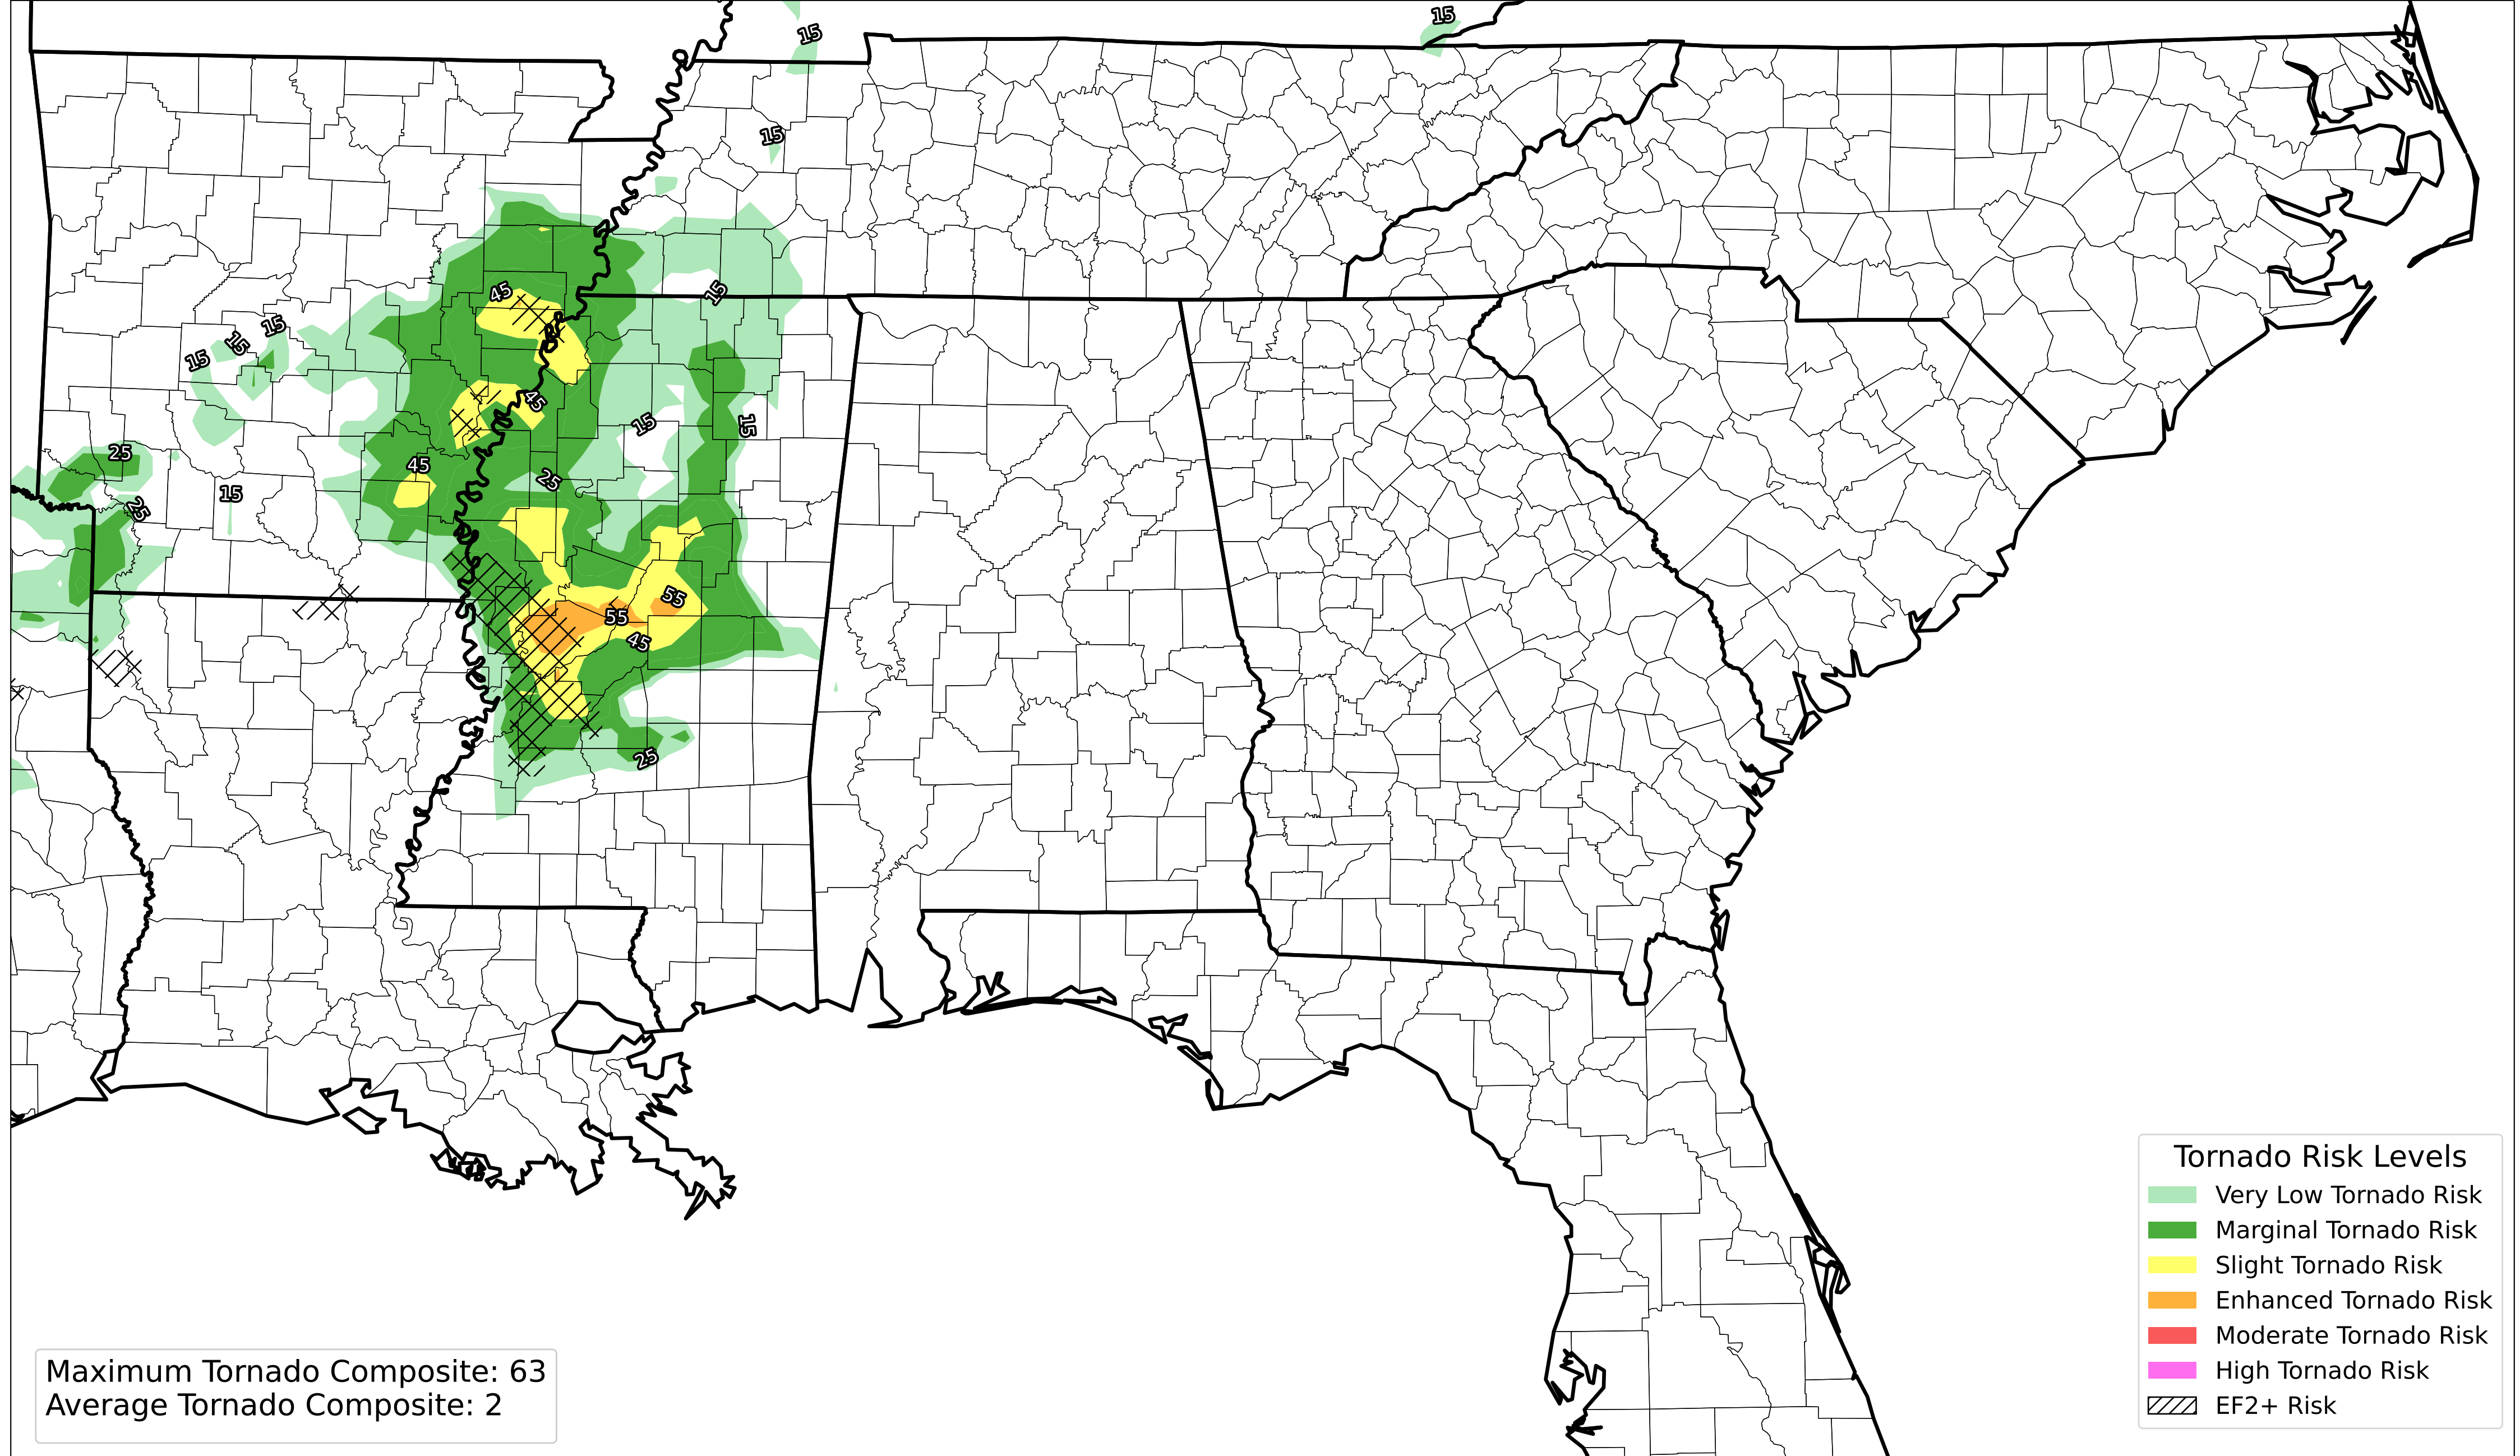 15
15
15
15
45
15
15
15
45
15
15
25
45
25
15
25
55
55
45
25
Tornado Risk Levels
Very Low Tornado Risk
Marginal Tornado Risk
Slight Tornado Risk
Enhanced Tornado Risk
Moderate Tornado Risk
High Tornado Risk
EF2+ Risk
Maximum Tornado Composite: 63
Average Tornado Composite: 2